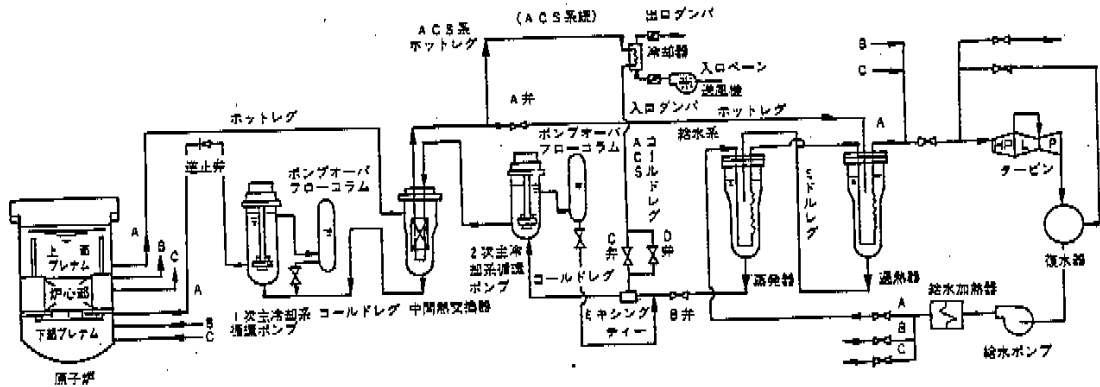 (ACS系統)
ACS系
ホットレグ
出口ダンパ
冷却器
入口ベーン
送風機
入口ダンパ
A弁
ホットレグ
ホットレグ
逆止弁
ポンプオーバ
フローコラム
ポンプオーバ
フローコラム
給水系
ACS
コールドレグ
ミドルレグ
A
B
C
HP
LP
タービン
復水器
上部
プレナム
炉心部
下部プレナム
原子炉
A
B
C
A
B
C
1次主冷却系
循環ポンプ
コールドレグ
中間熱交換器
2次主冷
却系循環
ポンプ
コールドレグ
C弁
D弁
ミキシング
ティー
B弁
蒸発器
過熱器
給水加熱器
給水ポンプ
A
B
C